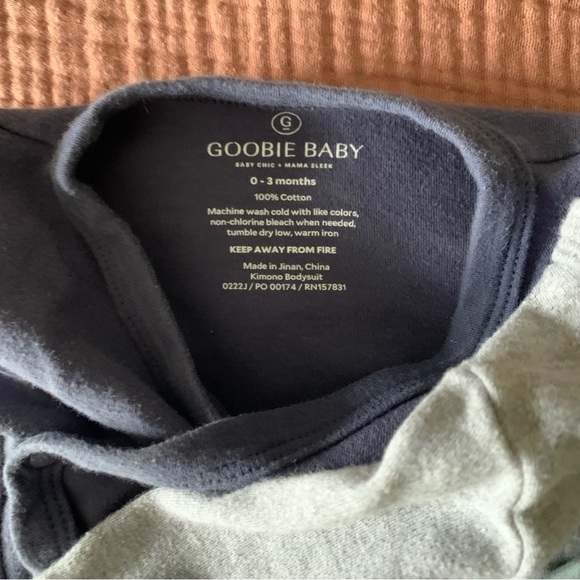 G
GOOBIE BABY
BABY CHIC + MAMA SLEEK
0 - 3 months
100% Cotton
Machine wash cold with like colors,
non-chlorine bleach when needed,
tumble dry low, warm iron
KEEP AWAY FROM FIRE
Made in Jinan, China
Kimono Bodysuit
0222J / PO 00174 / RN157831